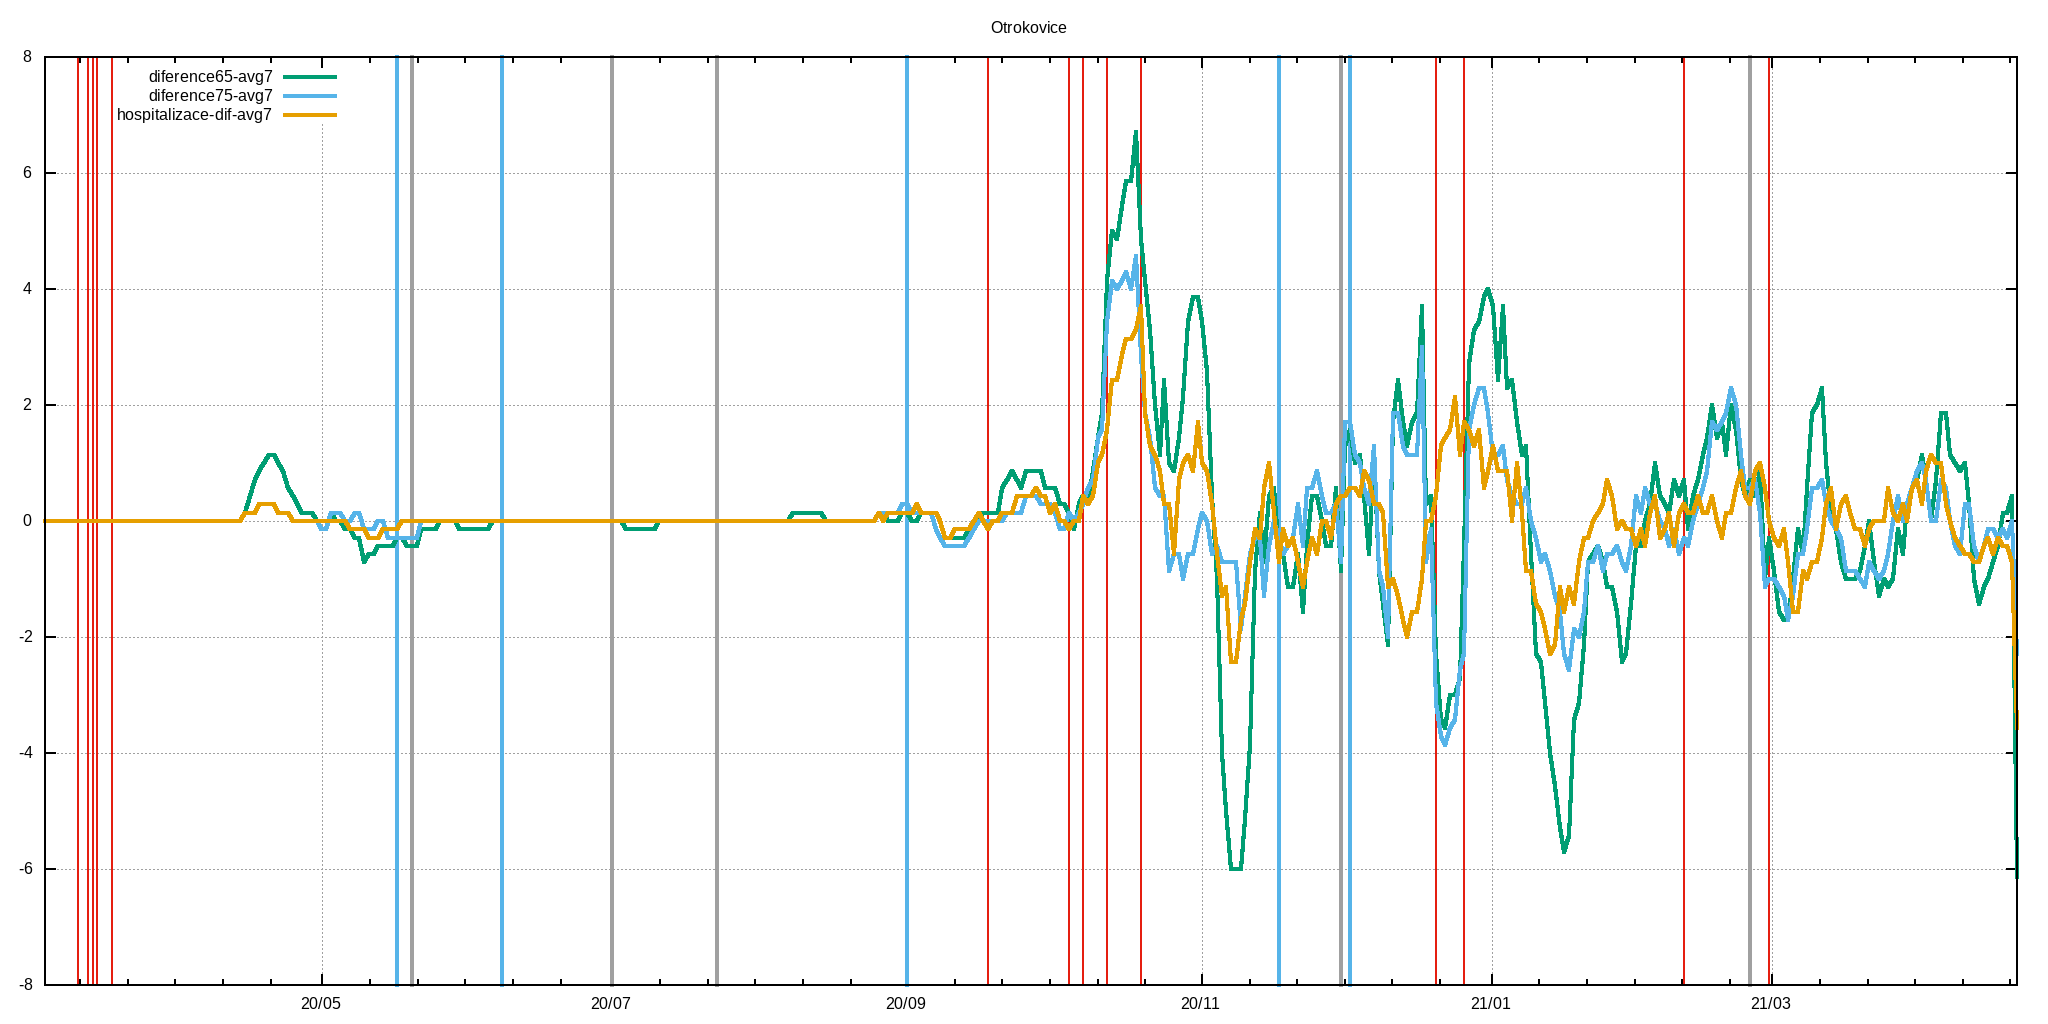 Otrokovice
diference65-avg7
diference75-avg7
hospitalizace-dif-avg7
8
6
4
2
0
-2
-4
-6
-8
20/05 20/07 20/09 20/11 21/01 21/03